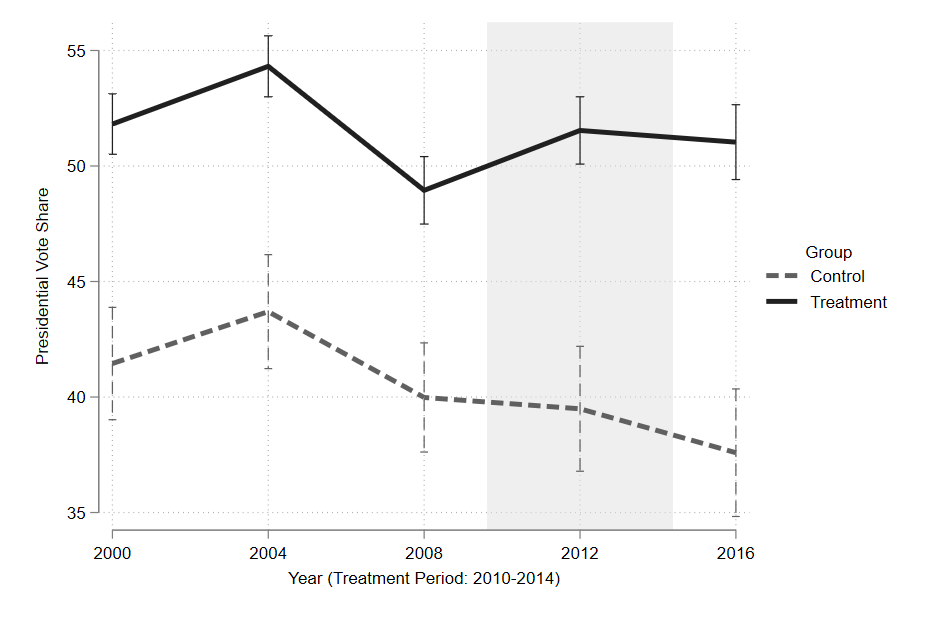 55
50
45
40
35
Presidential Vote Share
2000 2004 2008 2012 2016
Year (Treatment Period: 2010-2014)
Group
Control
Treatment